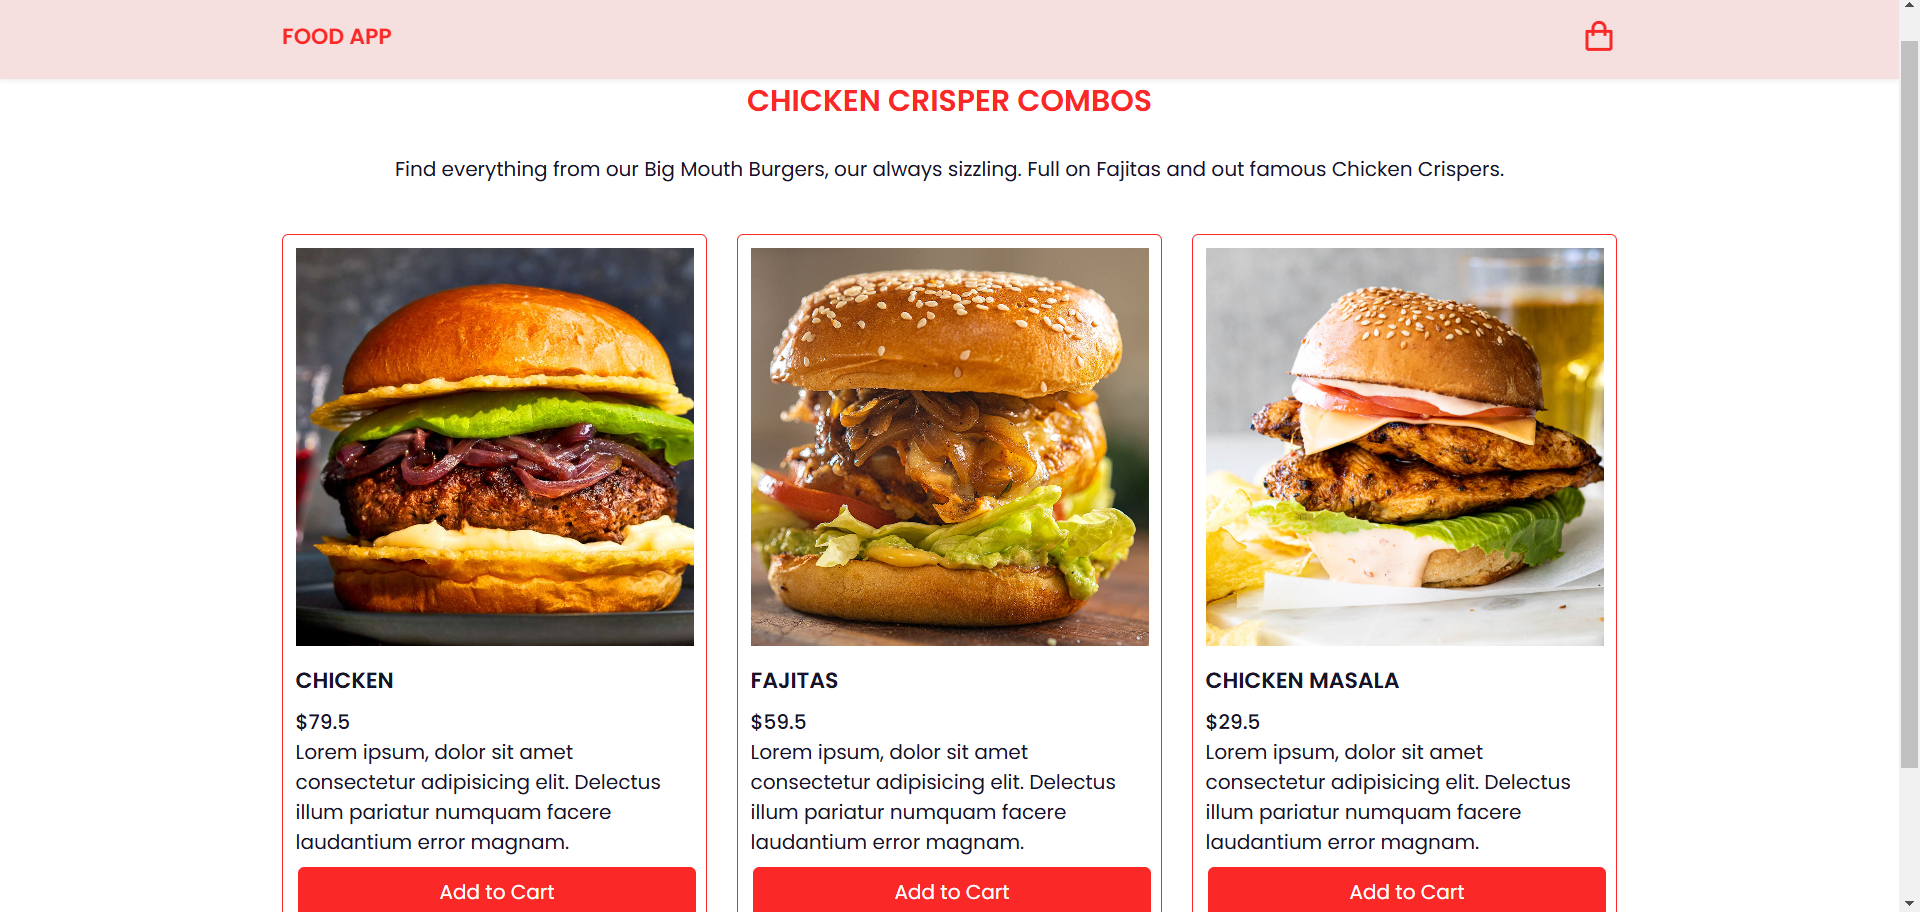 FOOD APP
CHICKEN CRISPER COMBOS
Find everything from our Big Mouth Burgers, our always sizzling. Full on Fajitas and out famous Chicken Crispers.
CHICKEN
$79.5
Lorem ipsum, dolor sit amet
consectetur adipisicing elit. Delectus
illum pariatur numquam facere
laudantium error magnam.
Add to Cart
FAJITAS
$59.5
Lorem ipsum, dolor sit amet
consectetur adipisicing elit. Delectus
illum pariatur numquam facere
laudantium error magnam.
Add to Cart
CHICKEN MASALA
$29.5
Lorem ipsum, dolor sit amet
consectetur adipisicing elit. Delectus
illum pariatur numquam facere
laudantium error magnam.
Add to Cart